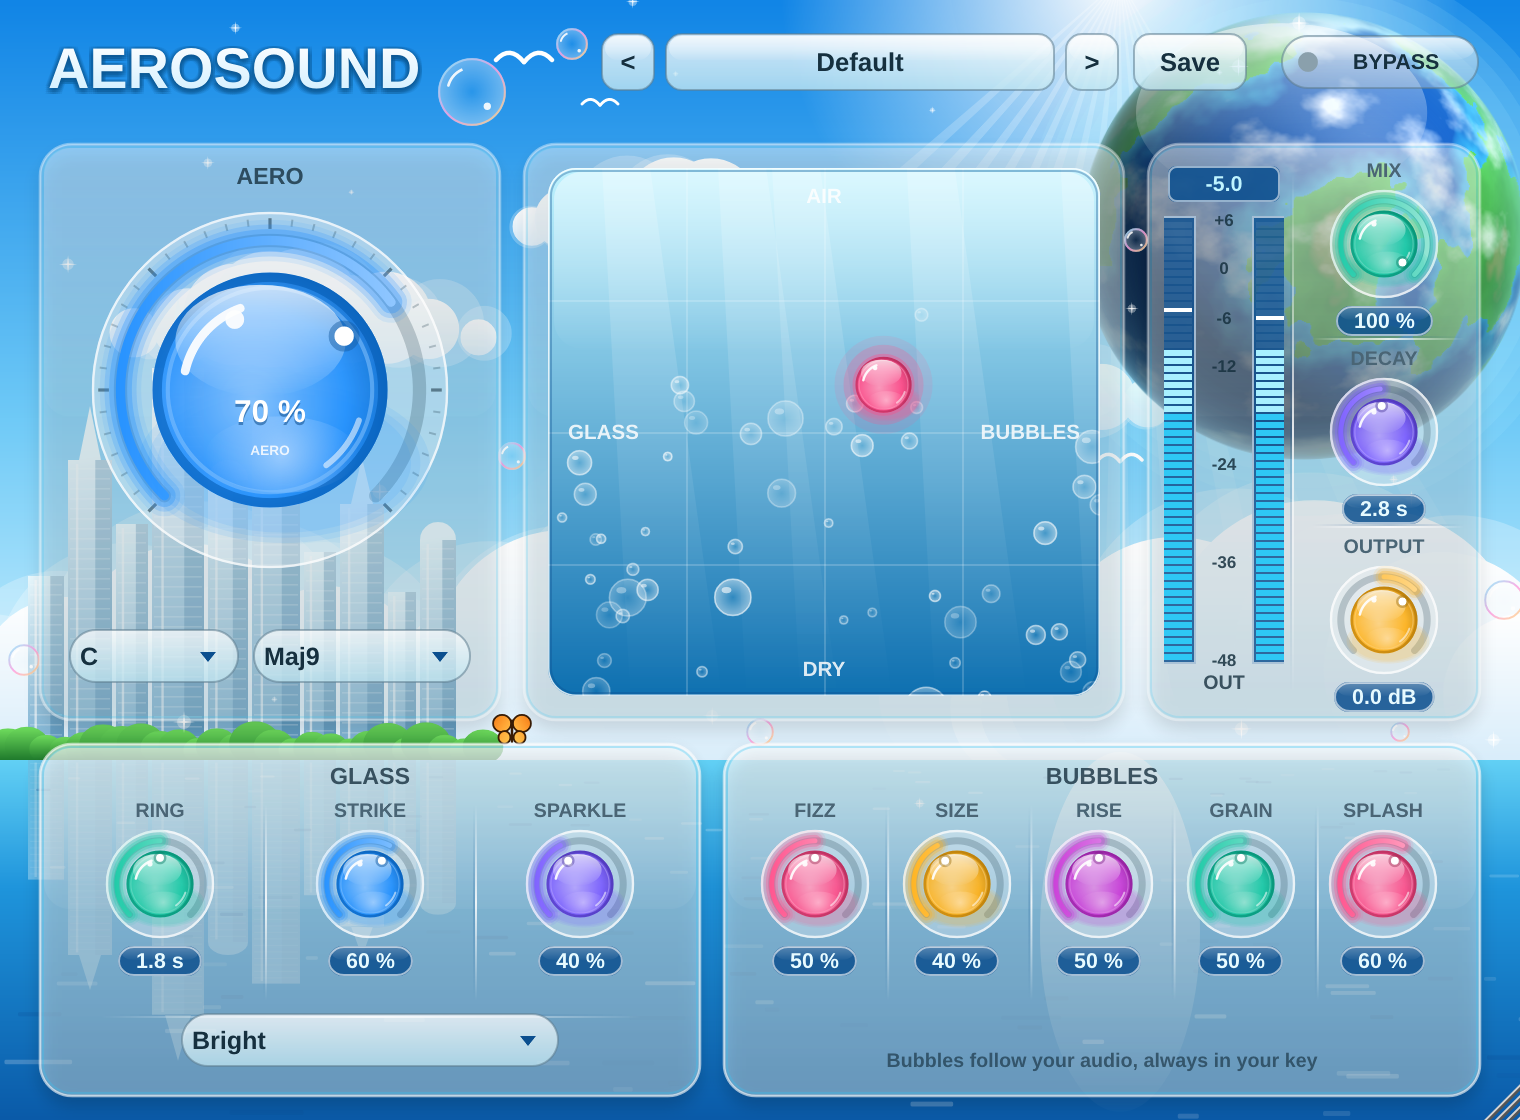 AEROSOUND
<
Default
>
Save
BYPASS
AERO
70 %
AERO
C
Maj9
AIR
GLASS
BUBBLES
DRY
-5.0
+6
0
-6
-12
-24
-36
-48
OUT
MIX
100 %
DECAY
2.8 s
OUTPUT
0.0 dB
GLASS
RING
STRIKE
SPARKLE
1.8 s
60 %
40 %
Bright
BUBBLES
FIZZ
SIZE
RISE
GRAIN
SPLASH
50 %
40 %
50 %
50 %
60 %
Bubbles follow your audio, always in your key